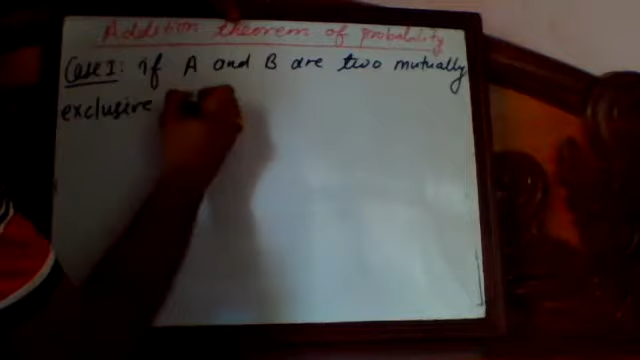 Addition theorem of probability
Case I: If A and B are two mutually
exclusive